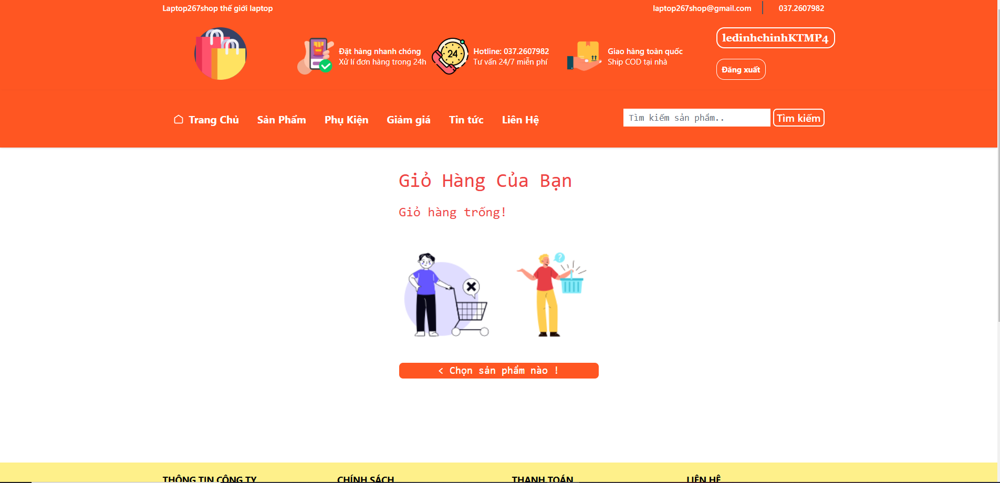 Laptop267shop thế giới laptop
laptop267shop@gmail.com
037.2607982
Đặt hàng nhanh chóng
Xử lí đơn hàng trong 24h
24
Hotline: 037.2607982
Tư vấn 24/7 miễn phí
Giao hàng toàn quốc
Ship COD tại nhà
ledinhchinhKTMP4
Đăng xuất
Trang Chủ Sản Phẩm Phụ Kiện Giảm giá Tin tức Liên Hệ
Tìm kiếm sản phẩm..
Tìm kiếm
Giỏ Hàng Của Bạn
Giỏ hàng trống!
?
< Chọn sản phẩm nào !
THÔNG TIN CÔNG TY CHÍNH SÁCH THANH TOÁN LIÊN HỆ